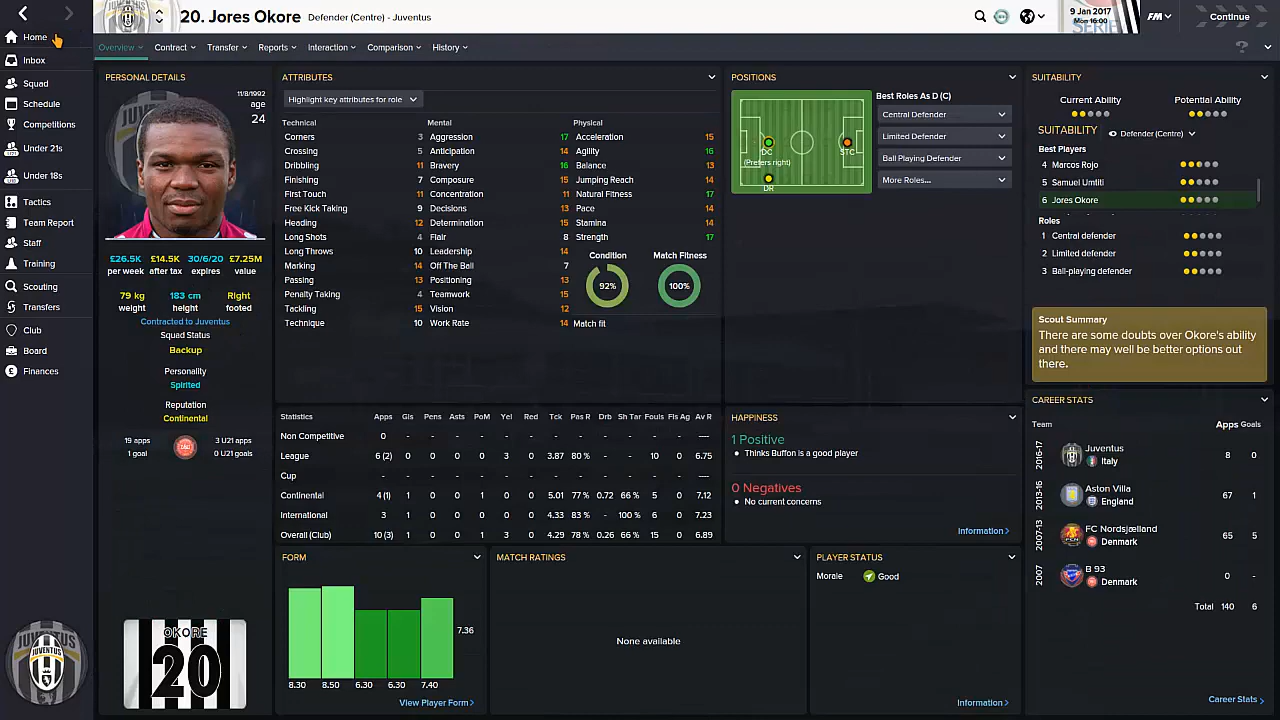 20. Jores Okore Defender (Centre) - Juventus
9 Jan 2017
Mon 16:00
FM
Continue
SERIE
Home
Inbox
Squad
Schedule
Competitions
Under 21s
Under 18s
Tactics
Team Report
Staff
Training
Scouting
Transfers
Club
Board
Finances
Overview Contract Transfer Reports Interaction Comparison History
PERSONAL DETAILS
11/8/1992
age
24
£26.5K £14.5K 30/6/20 £7.25M
per week after tax expires value
79 kg 183 cm Right
weight height footed
Contracted to Juventus
Squad Status
Backup
Personality
Spirited
Reputation
Continental
19 apps 3 U21 apps
1 goal 0 U21 goals
OKORE
20
JUVENTUS
ATTRIBUTES
Highlight key attributes for role
Technical Mental Physical
Corners 3 Aggression 17 Acceleration 15
Crossing 5 Anticipation 14 Agility 16
Dribbling 11 Bravery 16 Balance 13
Finishing 7 Composure 15 Jumping Reach 14
First Touch 11 Concentration 11 Natural Fitness 17
Free Kick Taking 9 Decisions 13 Pace 14
Heading 12 Determination 15 Stamina 14
Long Shots 4 Flair 8 Strength 17
Long Throws 10 Leadership 14
Marking 14 Off The Ball 7
Passing 13 Positioning 13
Penalty Taking 4 Teamwork 15
Tackling 15 Vision 12
Technique 10 Work Rate 14
Condition Match Fitness
92% 100%
Match fit
POSITIONS
DC
(Prefers right)
DR
STC
Best Roles As D (C)
Central Defender
Limited Defender
Ball Playing Defender
More Roles...
SUITABILITY
Current Ability Potential Ability
SUITABILITY Defender (Centre)
Best Players
4 Marcos Rojo
5 Samuel Umtiti
6 Jores Okore
Roles
1 Central defender
2 Limited defender
3 Ball-playing defender
Scout Summary
There are some doubts over Okore's ability
and there may well be better options out
there.
Statistics Apps Gls Pens Asts PoM Yel Red Tck Pas R Drb Sh Tar Fouls Fls Ag Av R
Non Competitive 0 - - - - - - - - - - - - ---
League 6 (2) 0 0 0 0 3 0 3.87 80 % - - 10 0 6.75
Cup - - - - - - - - - - - - - ---
Continental 4 (1) 1 0 0 1 0 0 5.01 77 % 0.72 66 % 5 0 7.12
International 3 1 0 0 0 0 0 4.33 83 % - 100 % 6 0 7.23
Overall (Club) 10 (3) 1 0 0 1 3 0 4.29 78 % 0.26 66 % 15 0 6.89
HAPPINESS
1 Positive
• Thinks Buffon is a good player
0 Negatives
• No current concerns
Information >
FORM
7.36
8.30 8.50 6.30 6.30 7.40
View Player Form >
MATCH RATINGS
None available
PLAYER STATUS
Morale Good
Information >
CAREER STATS
Team Apps Goals
2016-17 Juventus Italy 8 0
2013-16 Aston Villa England 67 1
2007-13 FC Nordsjælland Denmark 65 5
2007 B 93 Denmark 0 -
Total 140 6
Career Stats >